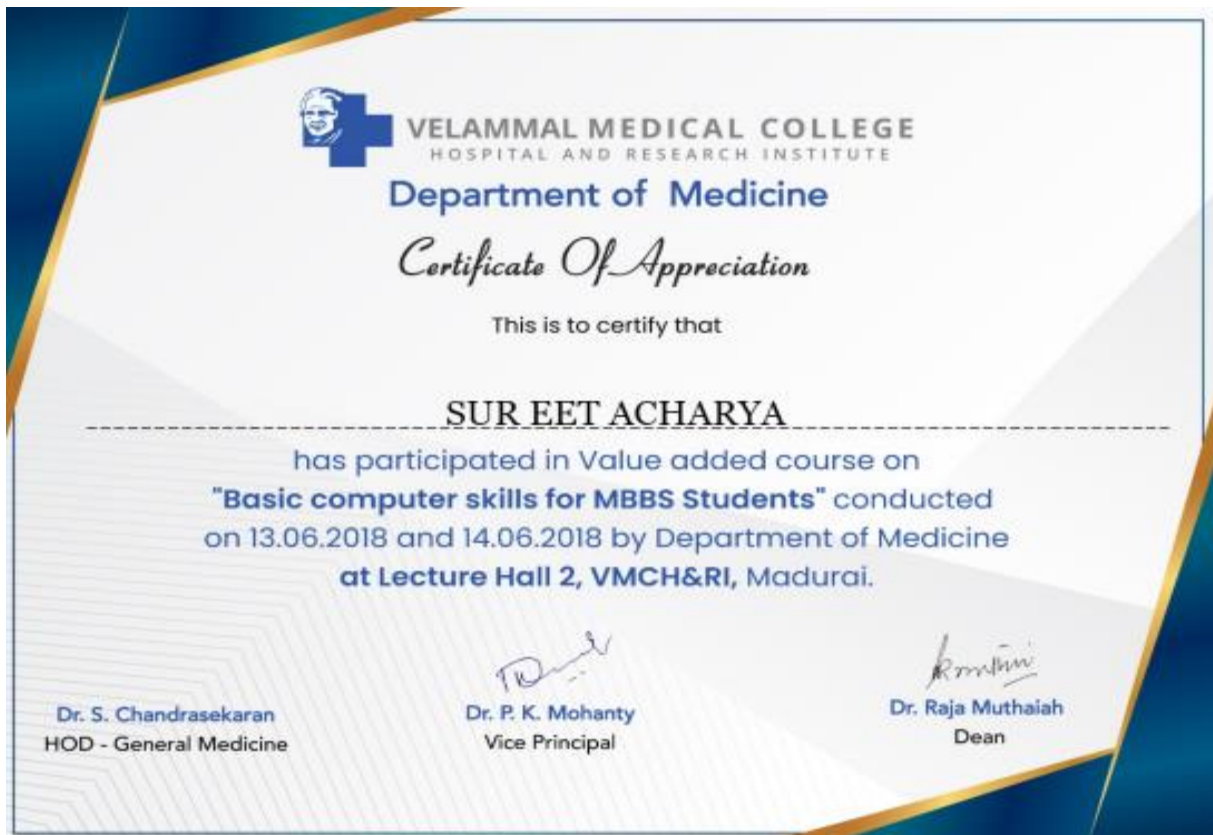 VELAMMAL MEDICAL COLLEGE
HOSPITAL AND RESEARCH INSTITUTE
Department of Medicine
Certificate Of Appreciation
This is to certify that
SUR EET ACHARYA
has participated in Value added course on
"Basic computer skills for MBBS Students" conducted
on 13.06.2018 and 14.06.2018 by Department of Medicine
at Lecture Hall 2, VMCH&RI, Madurai.
Dr. S. Chandrasekaran
HOD - General Medicine
Dr. P. K. Mohanty
Vice Principal
Dr. Raja Muthaiah
Dean